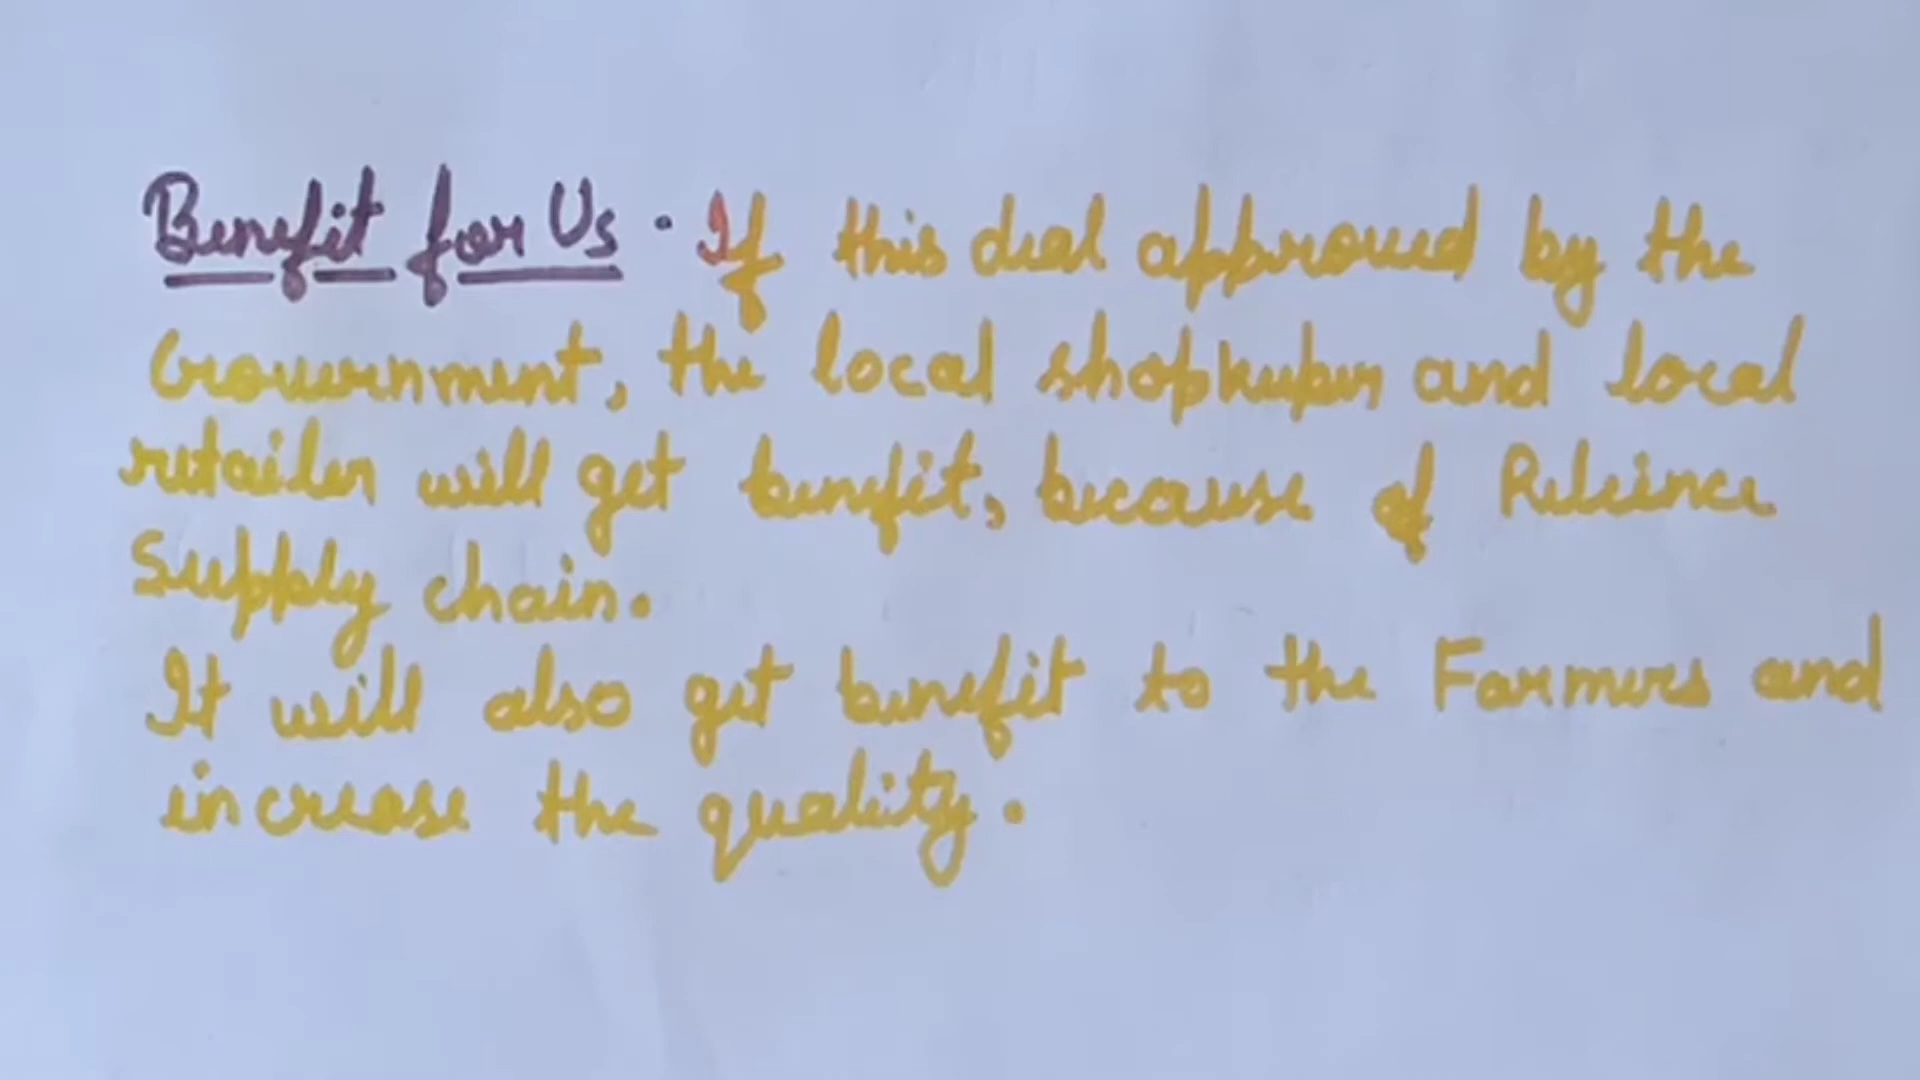 Benefit for Us . If this deal approved by the
Government, the local shopkeeper and local
retailer will get benefit, because of Releince
Supply chain.
It will also get benefit to the Farmers and
increase the quality.